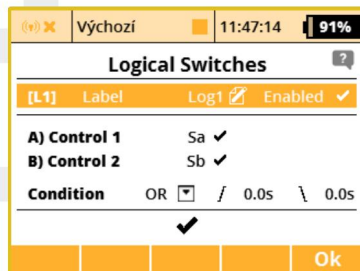 Výchozí 11:47:14 91%
Logical Switches ?
[L1] Label Log1 Enabled
A) Control 1 Sa
B) Control 2 Sb
Condition OR / 0.0s \ 0.0s
Ok